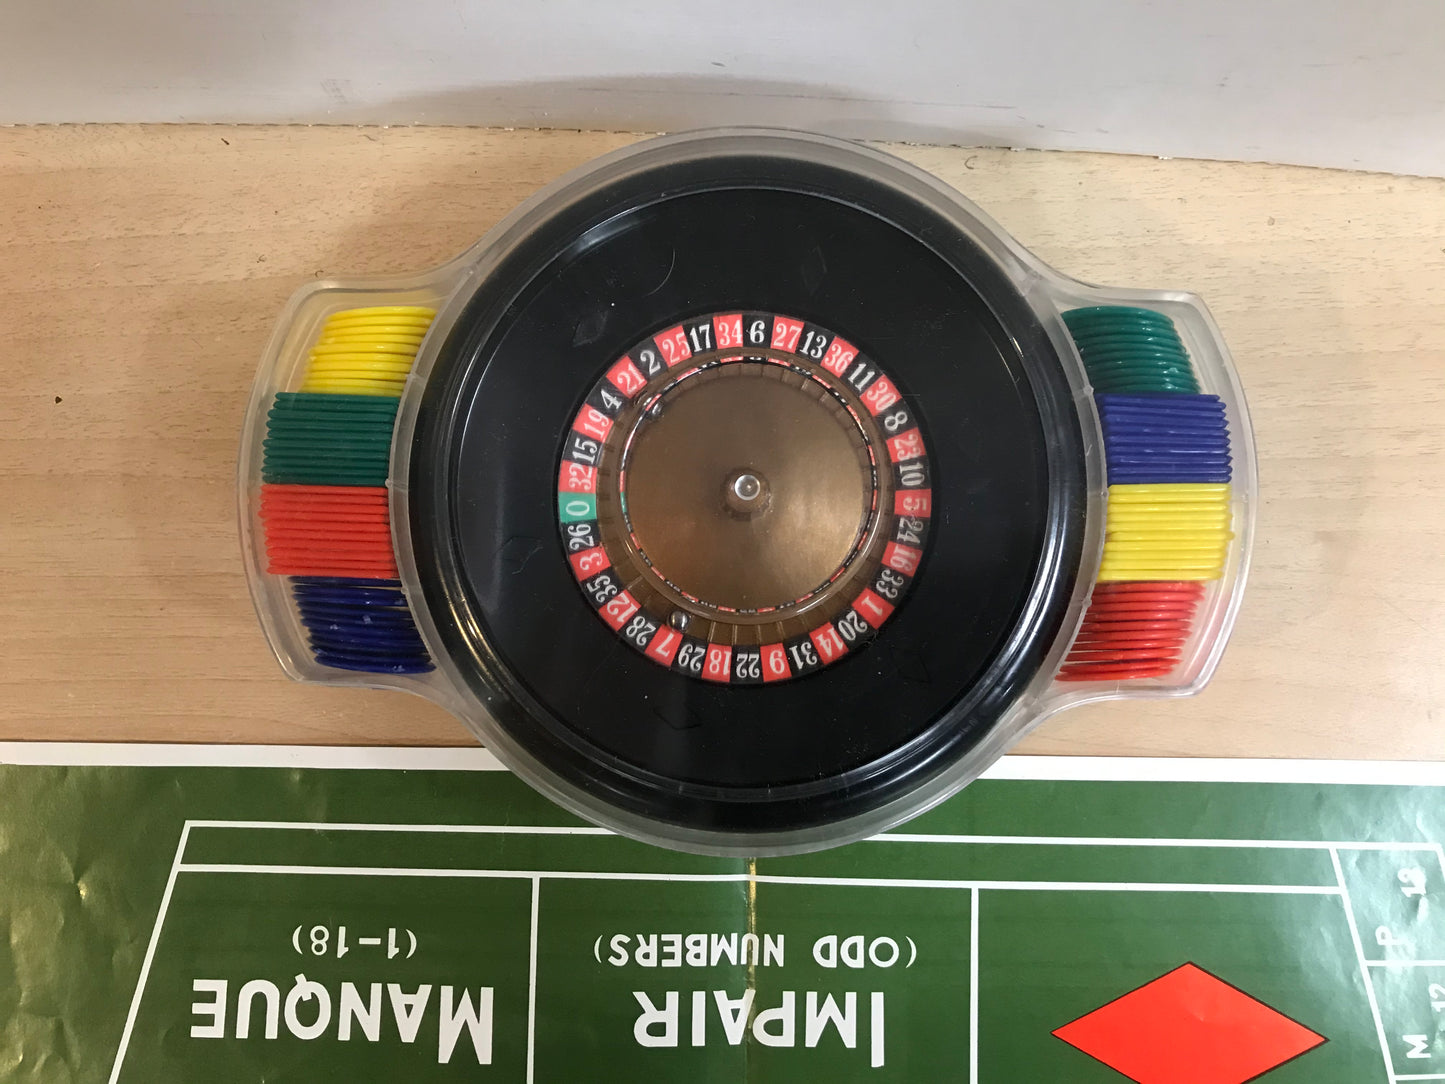 0 32 15 19 4 21 2 25 17 34 6 27 13 36 11 30 8 23 10 5 24 16 33 1 20 14 31 9 22 18 29 7 28 12 35 3 26
(1-18)
MANQUE
(ODD NUMBERS)
IMPAIR
P 12
M 12